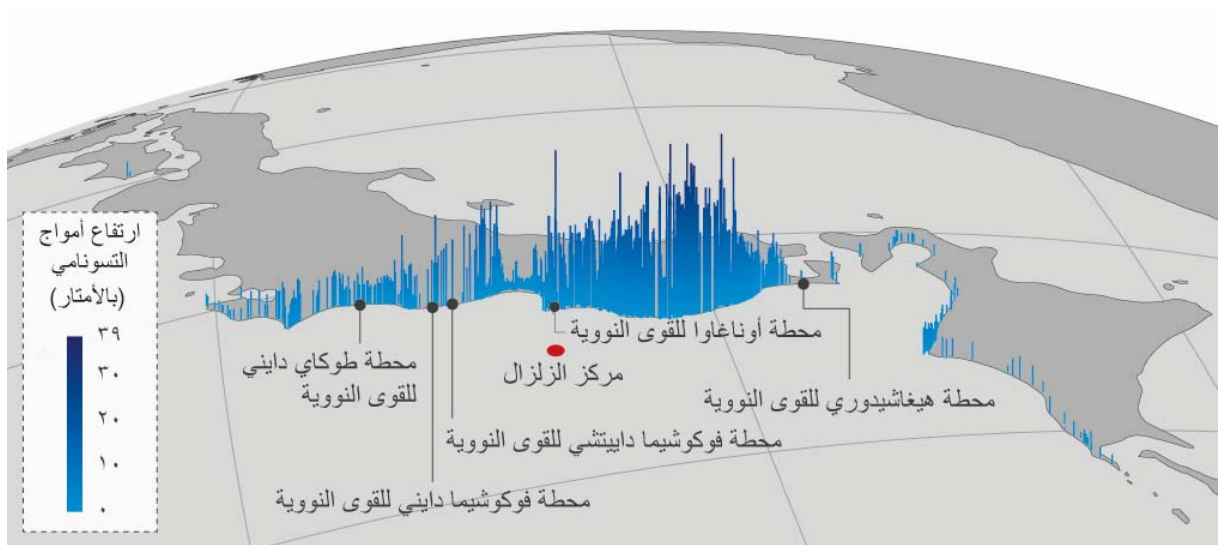 ارتفاع أمواج
التسونامي
(بالأمتار)
٣٩
٣٠
٢٠
١٠
٠
محطة أوناغاوا للقوى النووية
مركز الزلزال
محطة طوكاي دايني
للقوى النووية
محطة هيغاشيدوري للقوى النووية
محطة فوكوشيما داييتشي للقوى النووية
محطة فوكوشيما دايني للقوى النووية